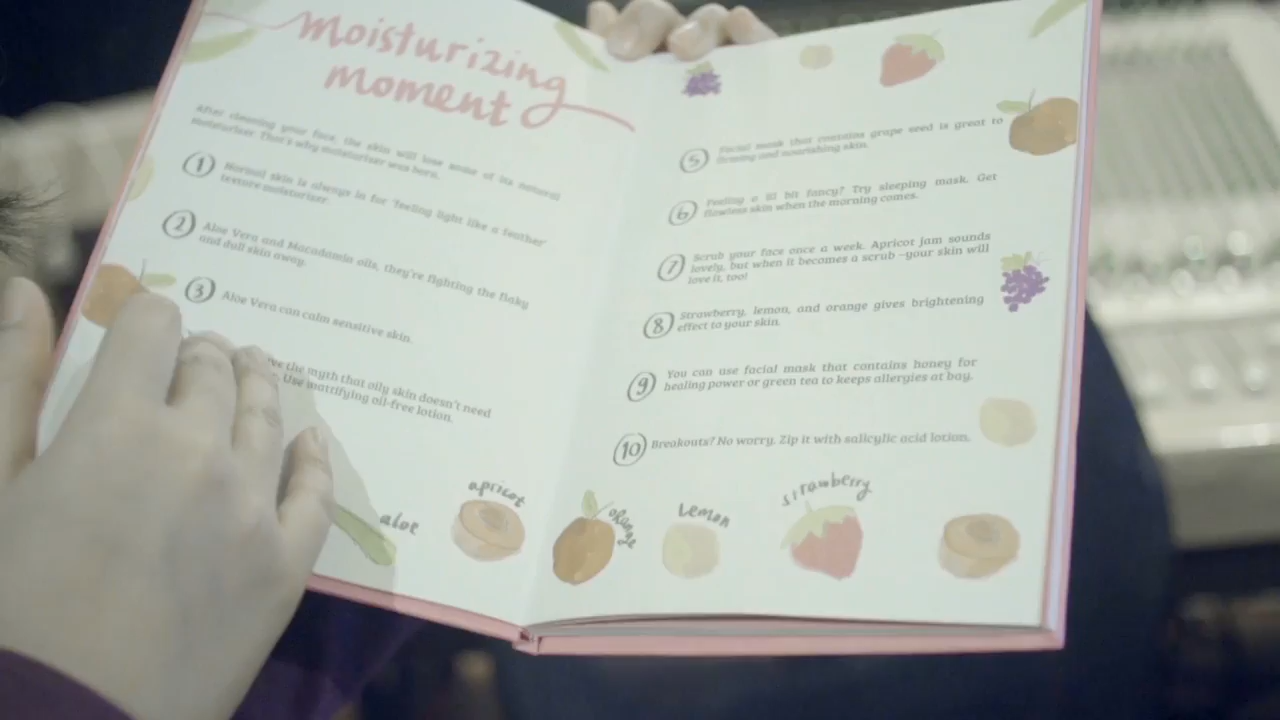 moisturizing
moment
After cleaning your face, the skin will lose some of its natural
moisturizer. That's why moisturizer was born.
1 Normal skin is always in for 'feeling light like a feather'
texture moisturizer.
2 Aloe Vera and Macadamia oils, they're fighting the flaky
and dull skin away.
3 Aloe Vera can calm sensitive skin.
the myth that oily skin doesn't need
Use mattifying oil-free lotion.
aloe
apricot
5 Facial mask that contains grape seed is great to
firming and nourishing skin.
6 Feeling a lil bit fancy? Try sleeping mask. Get
flawless skin when the morning comes.
7 Scrub your face once a week. Apricot jam sounds
lovely, but when it becomes a scrub -your skin will
love it, too!
8 Strawberry, lemon, and orange gives brightening
effect to your skin.
9 You can use facial mask that contains honey for
healing power or green tea to keeps allergies at bay.
10 Breakouts? No worry. Zip it with salicylic acid lotion.
orange
Lemon
strawberry